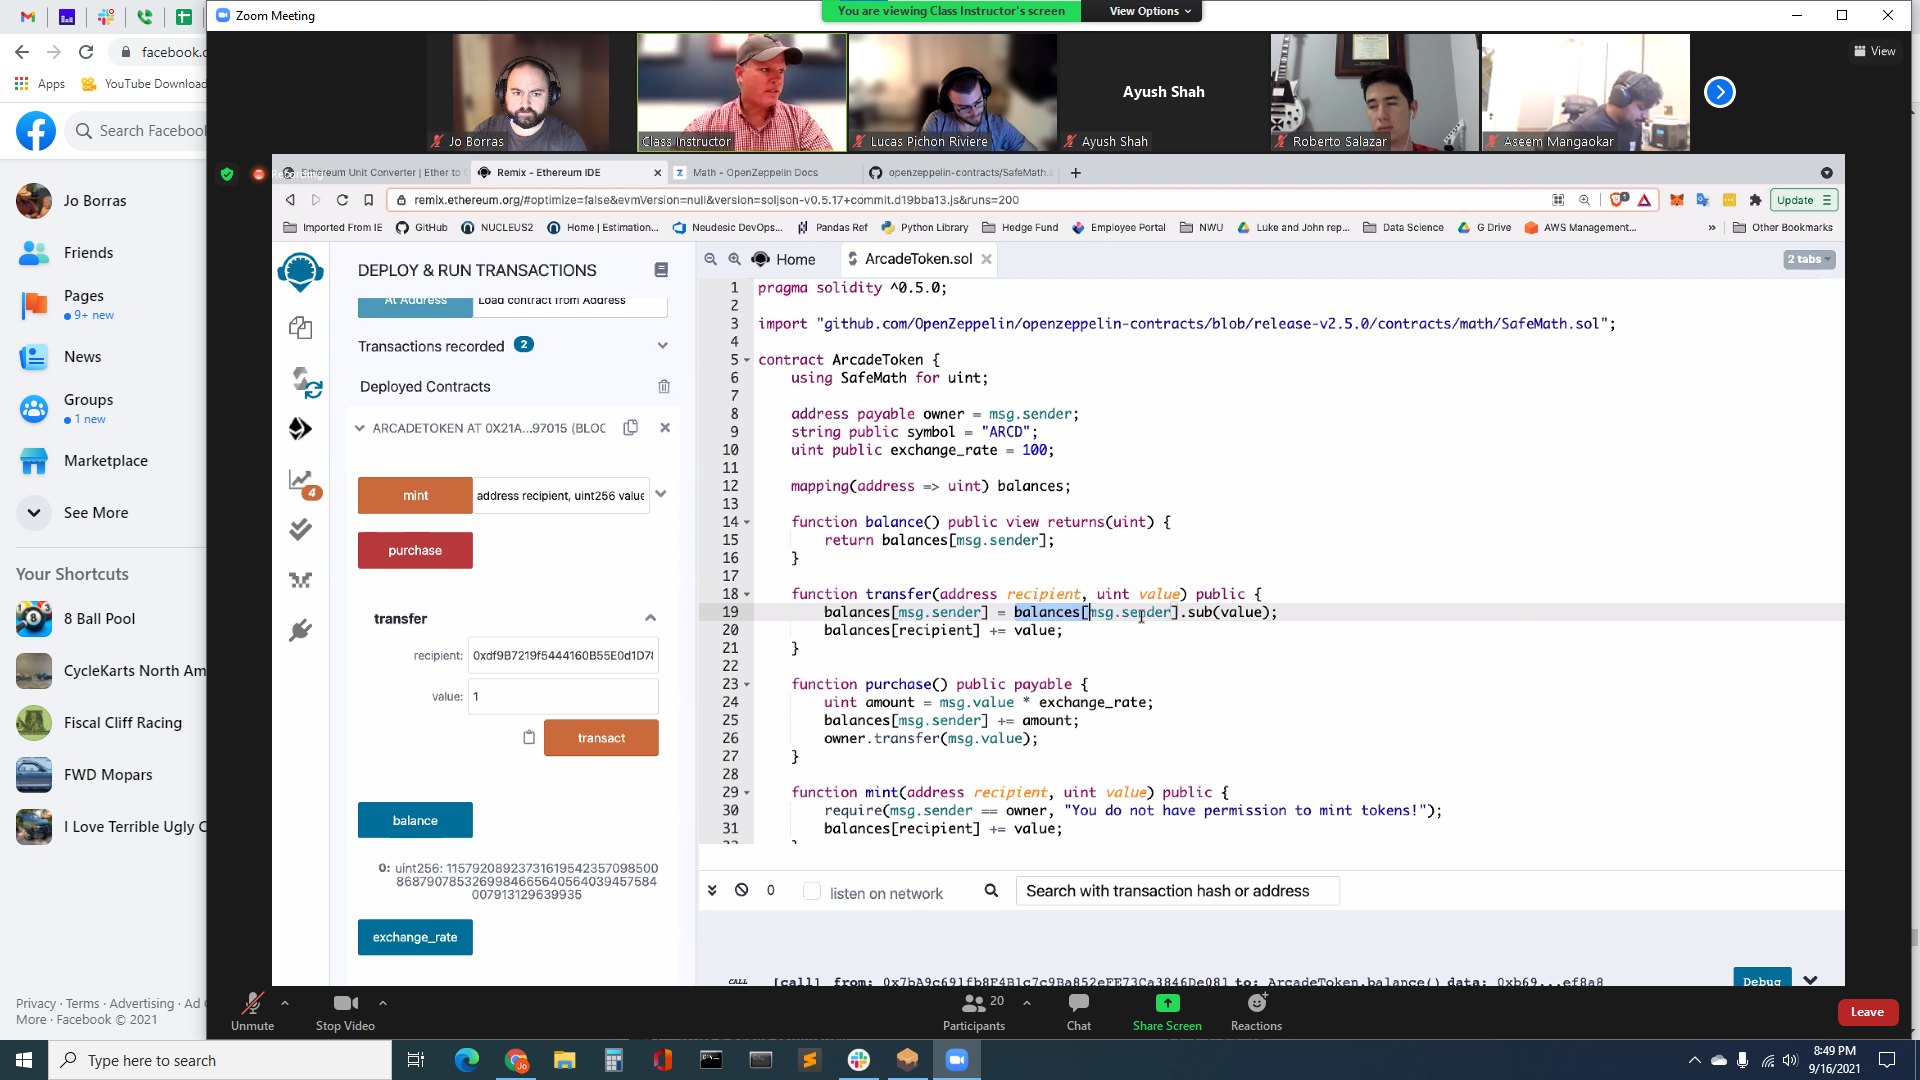 Zoom Meeting
You are viewing Class Instructor's screen
View Options
facebook.c
Apps
YouTube Download
Search Facebook
Jo Borras
Friends
Pages
9+ new
News
Groups
1 new
Marketplace
See More
Your Shortcuts
8 Ball Pool
CycleKarts North Am
Fiscal Cliff Racing
FWD Mopars
I Love Terrible Ugly C
Privacy · Terms · Advertising · Ad C
More · Facebook © 2021
View
Jo Borras
Class Instructor
Lucas Pichon Riviere
Ayush Shah
Ayush Shah
Roberto Salazar
Aseem Mangaokar
Ethereum Unit Converter | Ether to
Remix - Ethereum IDE
Math - OpenZeppelin Docs
openzeppelin-contracts/SafeMath.s
remix.ethereum.org/#optimize=false&evmVersion=null&version=soljson-v0.5.17+commit.d19bba13.js&runs=200
Update
Imported From IE
GitHub
NUCLEUS2
Home | Estimation...
Neudesic DevOps...
Pandas Ref
Python Library
Hedge Fund
Employee Portal
NWU
Luke and John rep...
Data Science
G Drive
AWS Management...
»
Other Bookmarks
DEPLOY & RUN TRANSACTIONS
At Address
Load contract from Address
Transactions recorded 2
Deployed Contracts
ARCADETOKEN AT 0X21A...97015 (BLOC
mint
address recipient, uint256 value
purchase
transfer
recipient: 0xdf9B7219f5444160B55E0d1D78
value: 1
transact
balance
0: uint256: 11579208923731619542357098500
8687907853269984665640564039457584
007913129639935
exchange_rate
4
Home
ArcadeToken.sol
2 tabs
1 pragma solidity ^0.5.0;
2
3 import "github.com/OpenZeppelin/openzeppelin-contracts/blob/release-v2.5.0/contracts/math/SafeMath.sol";
4
5 contract ArcadeToken {
6 using SafeMath for uint;
7
8 address payable owner = msg.sender;
9 string public symbol = "ARCD";
10 uint public exchange_rate = 100;
11
12 mapping(address => uint) balances;
13
14 function balance() public view returns(uint) {
15 return balances[msg.sender];
16 }
17
18 function transfer(address recipient, uint value) public {
19 balances[msg.sender] = balances[msg.sender].sub(value);
20 balances[recipient] += value;
21 }
22
23 function purchase() public payable {
24 uint amount = msg.value * exchange_rate;
25 balances[msg.sender] += amount;
26 owner.transfer(msg.value);
27 }
28
29 function mint(address recipient, uint value) public {
30 require(msg.sender == owner, "You do not have permission to mint tokens!");
31 balances[recipient] += value;
0
listen on network
Search with transaction hash or address
CALL [call] from: 0x7bA9c691fb8F4B1c7c9Ba852eFE73Ca3846De081 to: ArcadeToken.balance() data: 0xb69...ef8a8
Debug
Unmute
Stop Video
20
Participants
Chat
Share Screen
Reactions
Leave
Type here to search
8:49 PM
9/16/2021